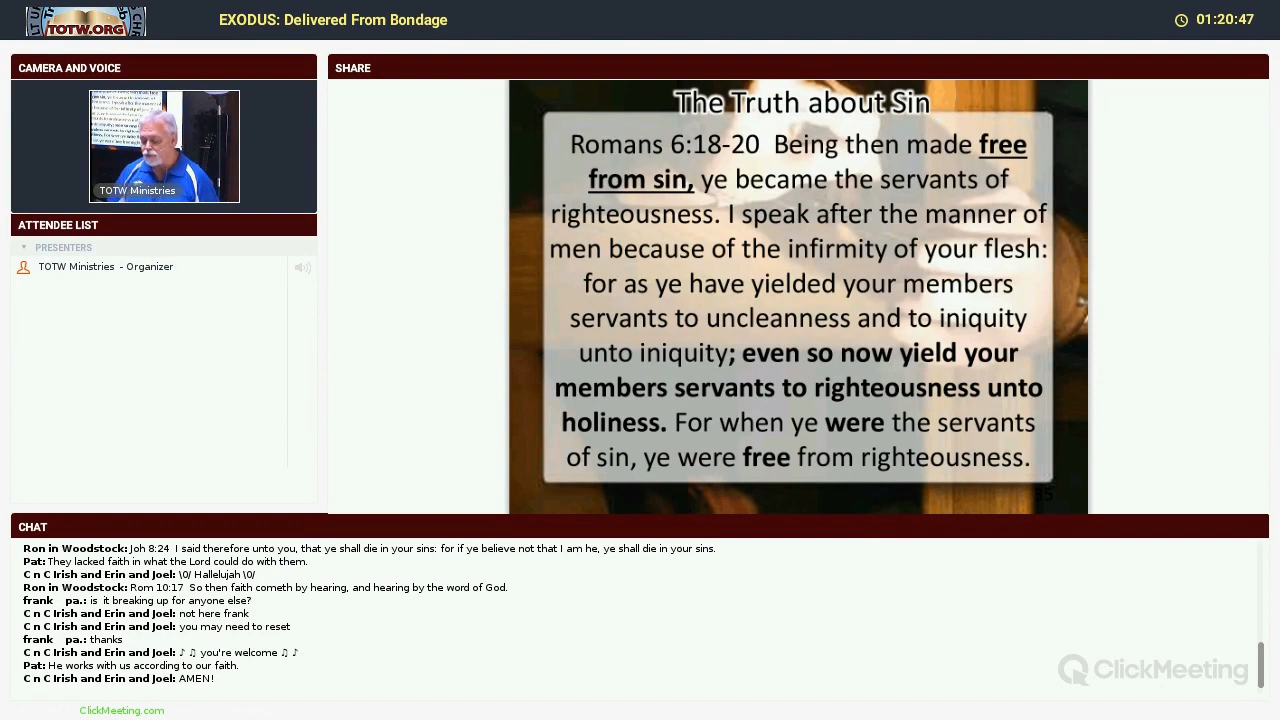 TOTW.ORG
EXODUS: Delivered From Bondage
01:20:47
CAMERA AND VOICE
TOTW Ministries
ATTENDEE LIST
PRESENTERS
TOTW Ministries - Organizer
SHARE
The Truth about Sin
Romans 6:18-20 Being then made free
from sin, ye became the servants of
righteousness. I speak after the manner of
men because of the infirmity of your flesh:
for as ye have yielded your members
servants to uncleanness and to iniquity
unto iniquity; even so now yield your
members servants to righteousness unto
holiness. For when ye were the servants
of sin, ye were free from righteousness.
CHAT
Ron in Woodstock: Joh 8:24 I said therefore unto you, that ye shall die in your sins: for if ye believe not that I am he, ye shall die in your sins.
Pat: They lacked faith in what the Lord could do with them.
C n C Irish and Erin and Joel: \0/ Hallelujah \0/
Ron in Woodstock: Rom 10:17 So then faith cometh by hearing, and hearing by the word of God.
frank pa.: is it breaking up for anyone else?
C n C Irish and Erin and Joel: not here frank
C n C Irish and Erin and Joel: you may need to reset
frank pa.: thanks
C n C Irish and Erin and Joel: ♪ ♫ you're welcome ♫ ♪
Pat: He works with us according to our faith.
C n C Irish and Erin and Joel: AMEN!
ClickMeeting
ClickMeeting.com